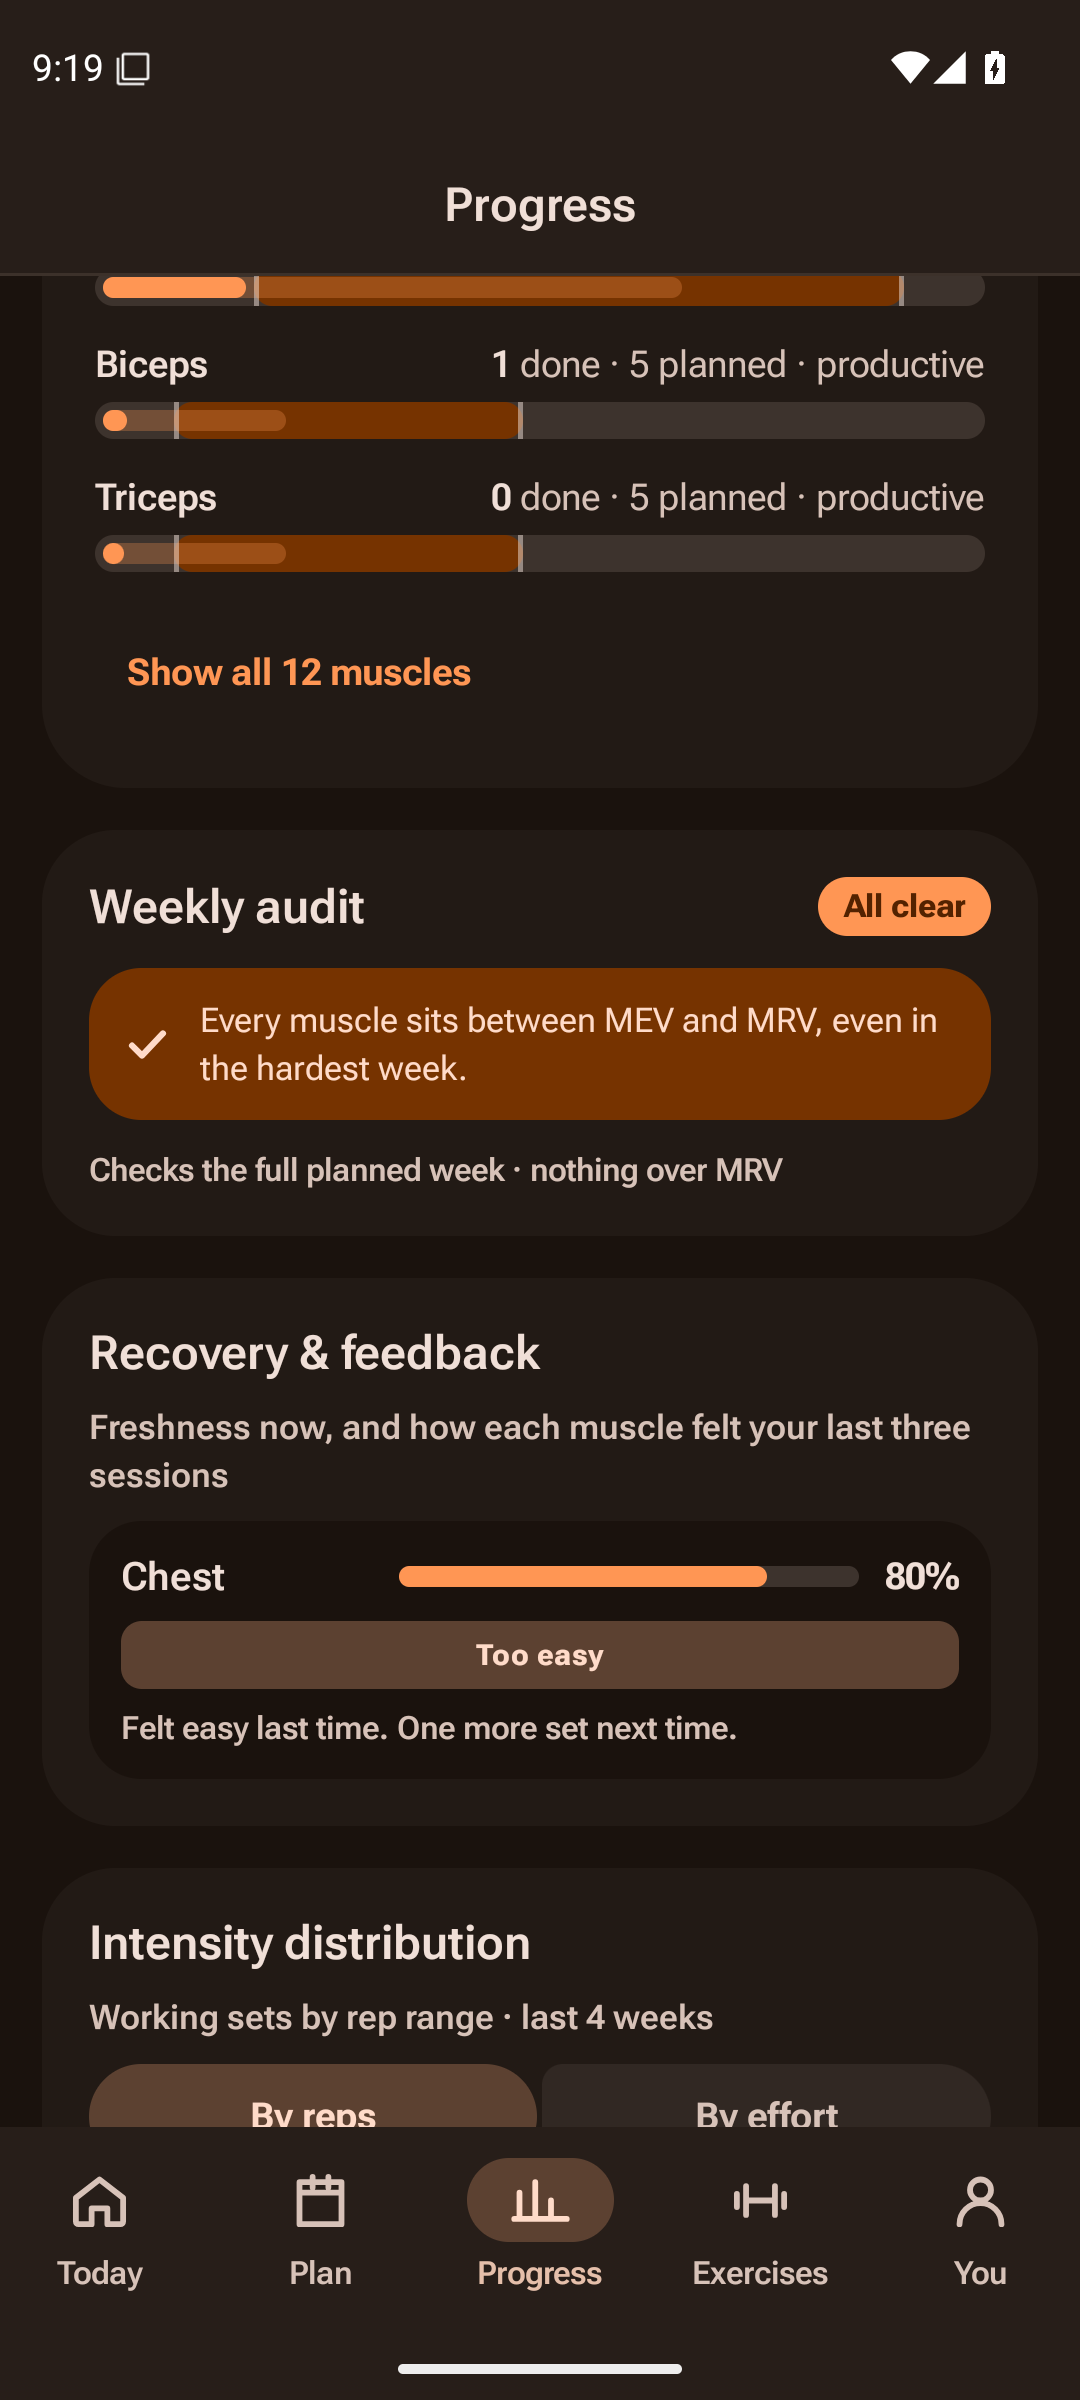 9:19
Progress
Biceps
1 done · 5 planned · productive
Triceps
0 done · 5 planned · productive
Show all 12 muscles
Weekly audit
All clear
Every muscle sits between MEV and MRV, even in
the hardest week.
Checks the full planned week · nothing over MRV
Recovery & feedback
Freshness now, and how each muscle felt your last three
sessions
Chest
80%
Too easy
Felt easy last time. One more set next time.
Intensity distribution
Working sets by rep range · last 4 weeks
By reps
By effort
Today
Plan
Progress
Exercises
You